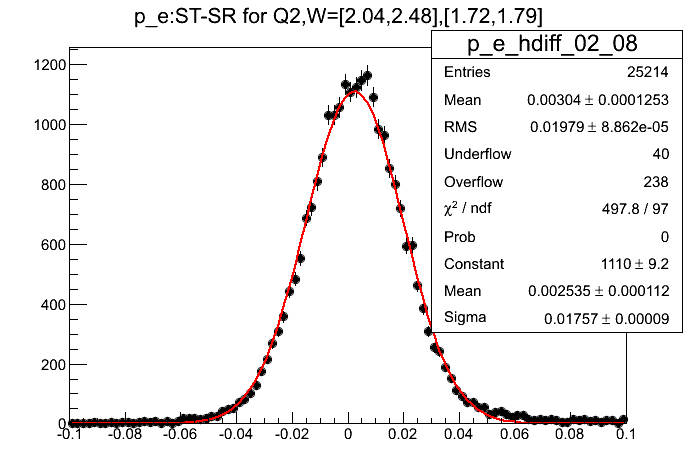 p_e:ST-SR for Q2,W=[2.04,2.48],[1.72,1.79]
p_e_hdiff_02_08
Entries 25214
Mean 0.00304 ± 0.0001253
RMS 0.01979 ± 8.862e-05
Underflow 40
Overflow 238
χ² / ndf 497.8 / 97
Prob 0
Constant 1110 ± 9.2
Mean 0.002535 ± 0.000112
Sigma 0.01757 ± 0.00009
1200
1000
800
600
400
200
0
-0.1 -0.08 -0.06 -0.04 -0.02 0 0.02 0.04 0.06 0.08 0.1